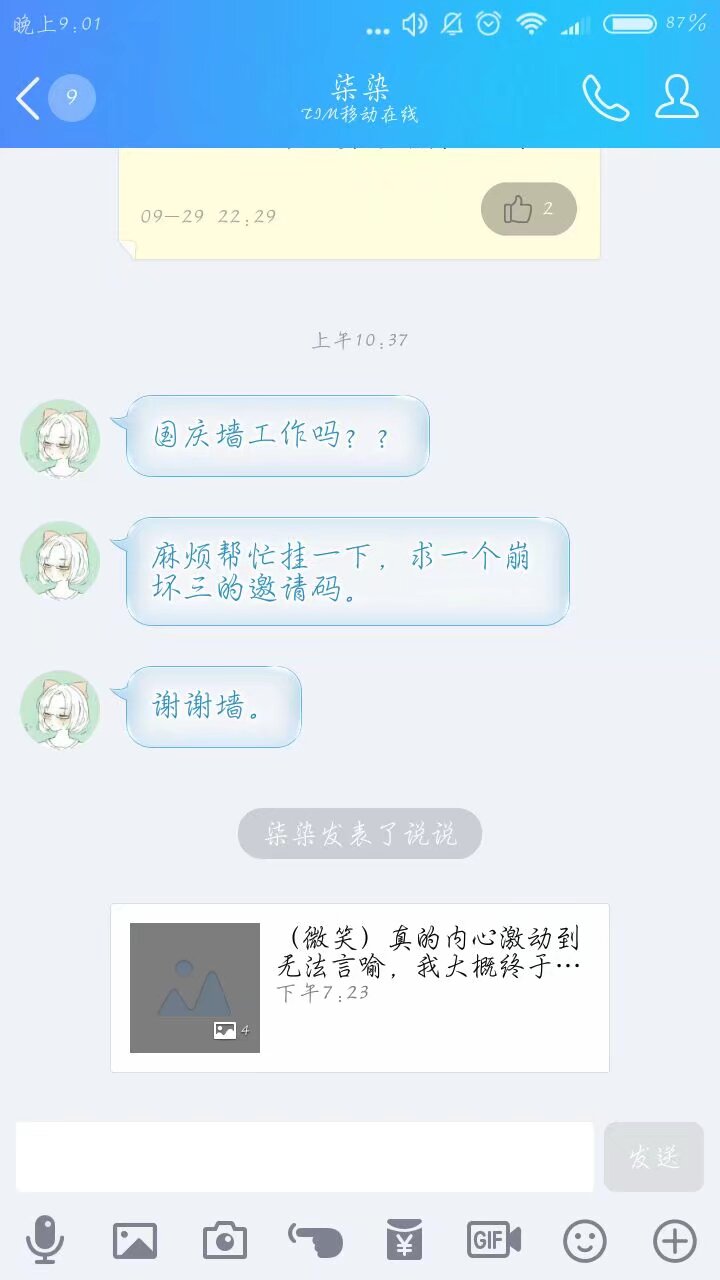 晚上9:01
87%
9
柒染
TIM移动在线
09-29 22:29
2
上午10:37
国庆墙工作吗？？
麻烦帮忙挂一下，求一个崩
坏三的邀请码。
谢谢墙。
柒染发表了说说
（微笑）真的内心激动到
无法言喻，我大概终于…
下午7:23
4
发送
GIF